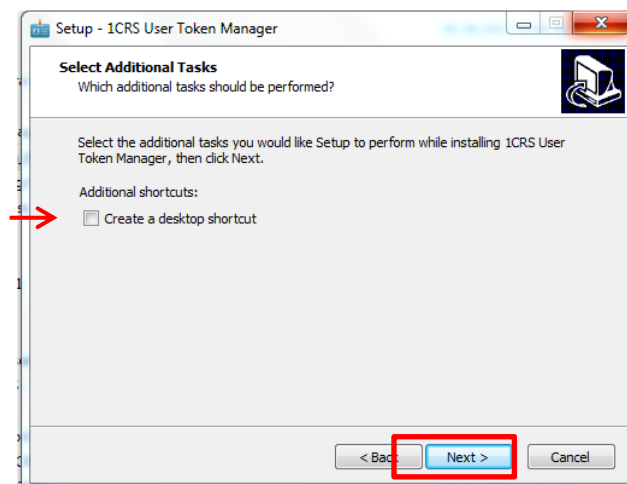 Setup - 1CRS User Token Manager
Select Additional Tasks
Which additional tasks should be performed?
Select the additional tasks you would like Setup to perform while installing 1CRS User
Token Manager, then click Next.
Additional shortcuts:
Create a desktop shortcut
< Back Next > Cancel